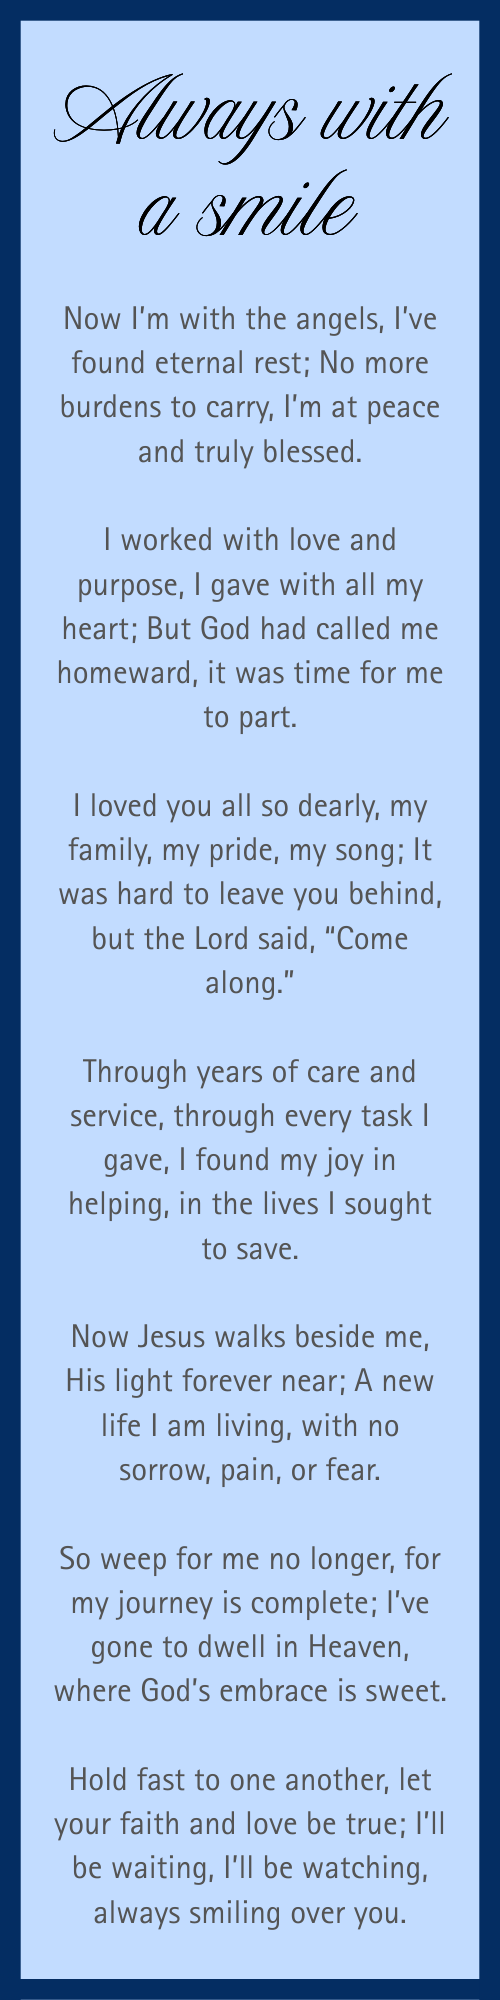 Always with
a smile
Now I’m with the angels, I’ve
found eternal rest; No more
burdens to carry, I’m at peace
and truly blessed.
I worked with love and
purpose, I gave with all my
heart; But God had called me
homeward, it was time for me
to part.
I loved you all so dearly, my
family, my pride, my song; It
was hard to leave you behind,
but the Lord said, “Come
along.”
Through years of care and
service, through every task I
gave, I found my joy in
helping, in the lives I sought
to save.
Now Jesus walks beside me,
His light forever near; A new
life I am living, with no
sorrow, pain, or fear.
So weep for me no longer, for
my journey is complete; I’ve
gone to dwell in Heaven,
where God’s embrace is sweet.
Hold fast to one another, let
your faith and love be true; I’ll
be waiting, I’ll be watching,
always smiling over you.